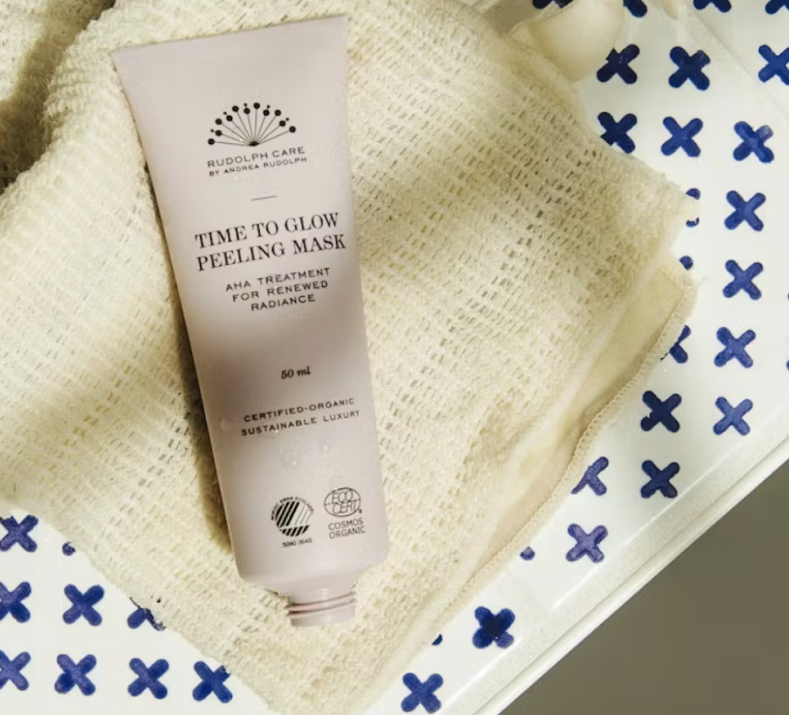 RUDOLPH CARE
BY ANDREA RUDOLPH
TIME TO GLOW
PEELING MASK
AHA TREATMENT
FOR RENEWED
RADIANCE
50 ml
CERTIFIED-ORGANIC
SUSTAINABLE LUXURY
ECO
CERT
COSMOS
ORGANIC